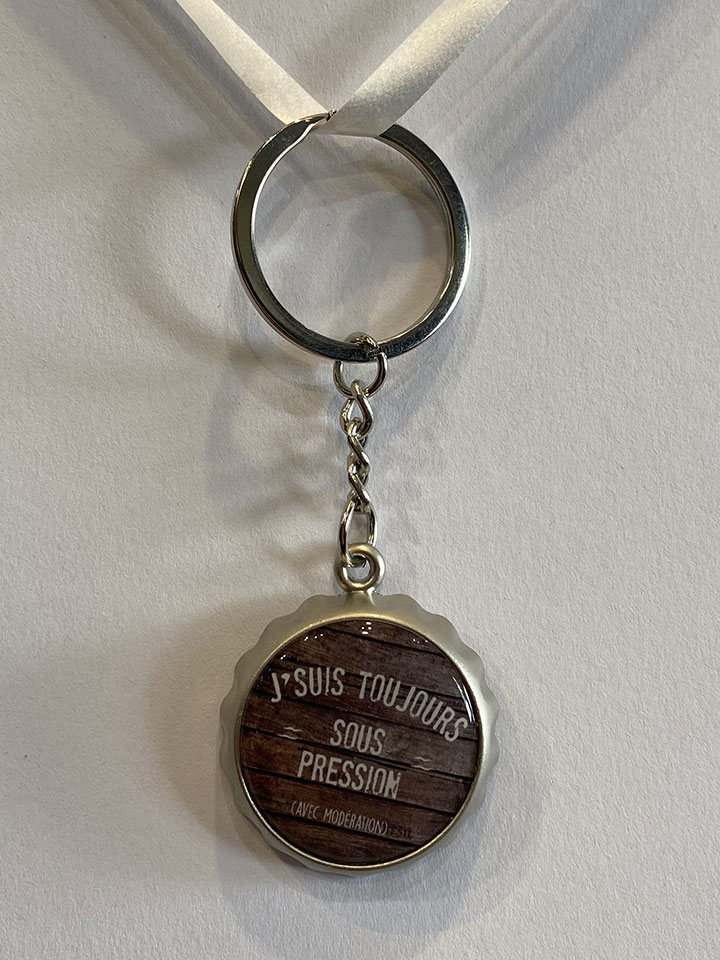 J'SUIS TOUJOURS
SOUS
PRESSION
(AVEC MODÉRATION)